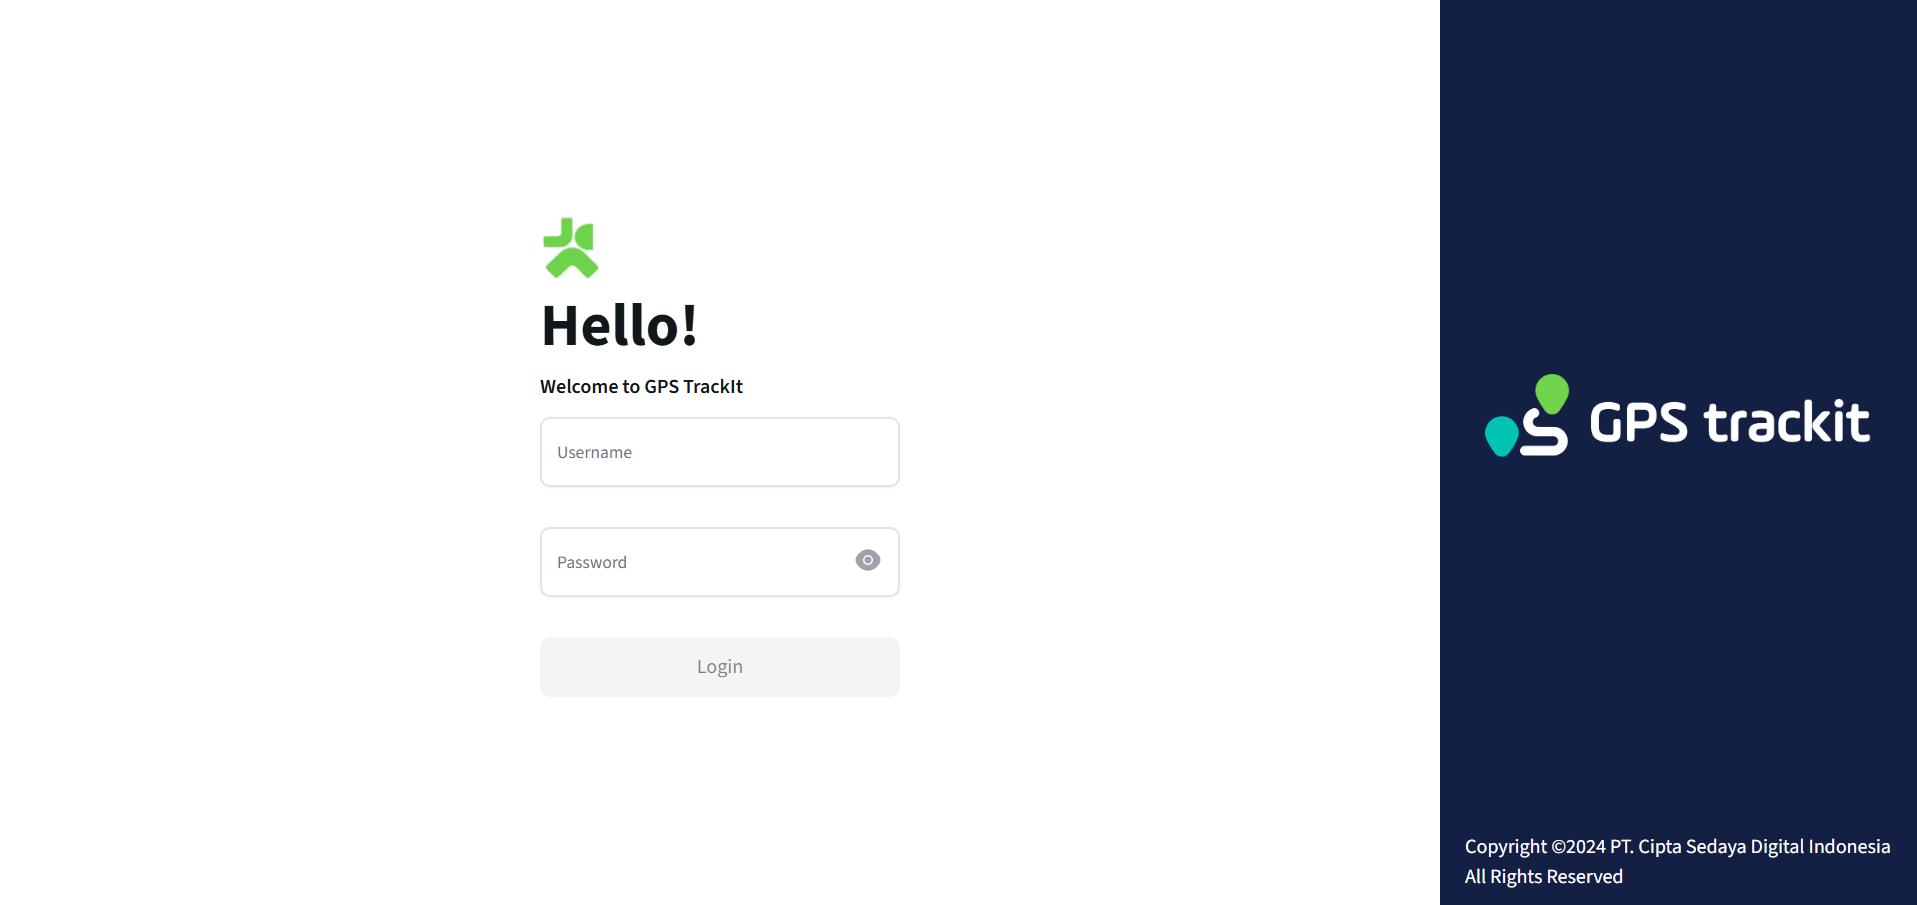 Hello!
Welcome to GPS TrackIt
Username
Password
Login
GPS trackit
Copyright ©2024 PT. Cipta Sedaya Digital Indonesia
All Rights Reserved